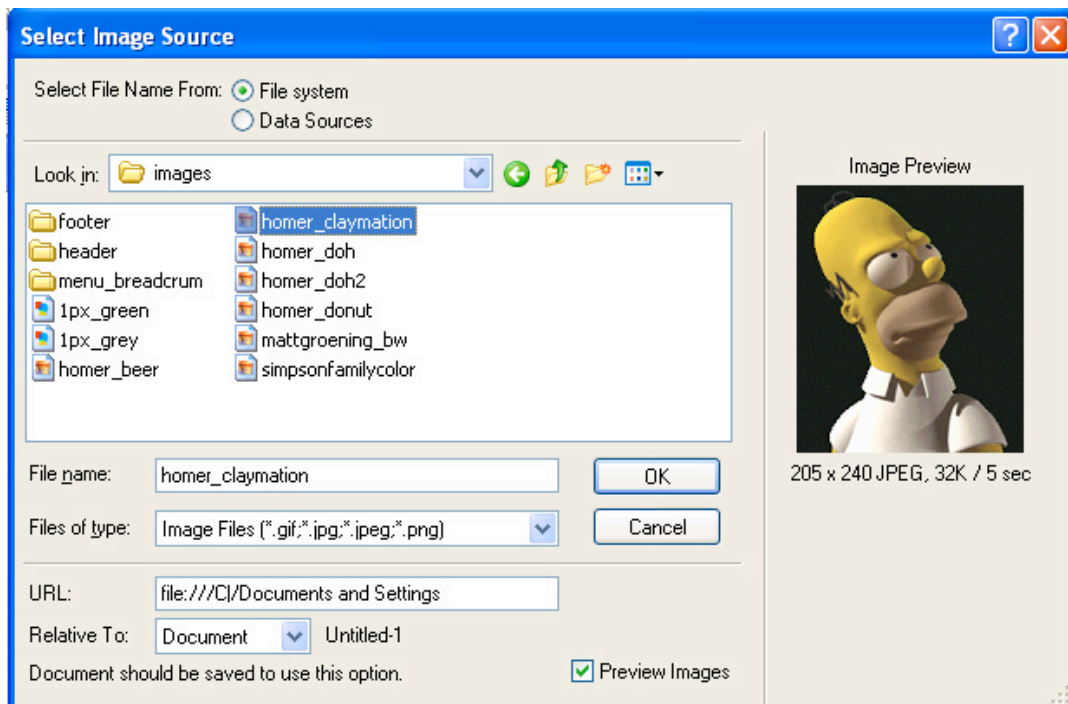 Select Image Source
Select File Name From: File system
Data Sources
Look in: images
footer
header
menu_breadcrum
1px_green
1px_grey
homer_beer
homer_claymation
homer_doh
homer_doh2
homer_donut
mattgroening_bw
simpsonfamilycolor
File name: homer_claymation OK
Files of type: Image Files (*.gif;*.jpg;*.jpeg;*.png) Cancel
URL: file:///C|/Documents and Settings
Relative To: Document Untitled-1
Document should be saved to use this option. Preview Images
Image Preview
205 x 240 JPEG, 32K / 5 sec